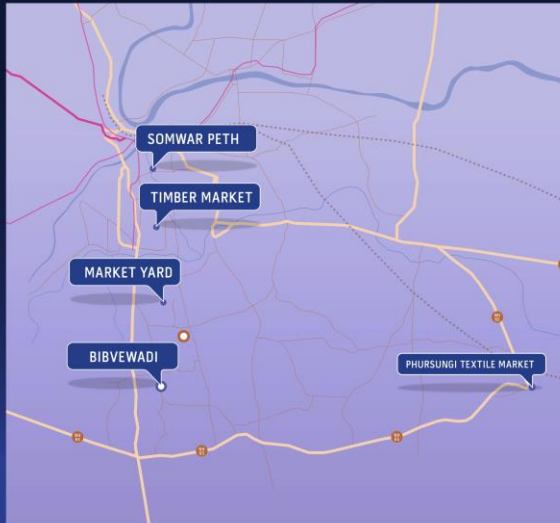 SOMWAR PETH
TIMBER MARKET
MARKET YARD
BIBVEWADI
PHURSUNGI TEXTILE MARKET